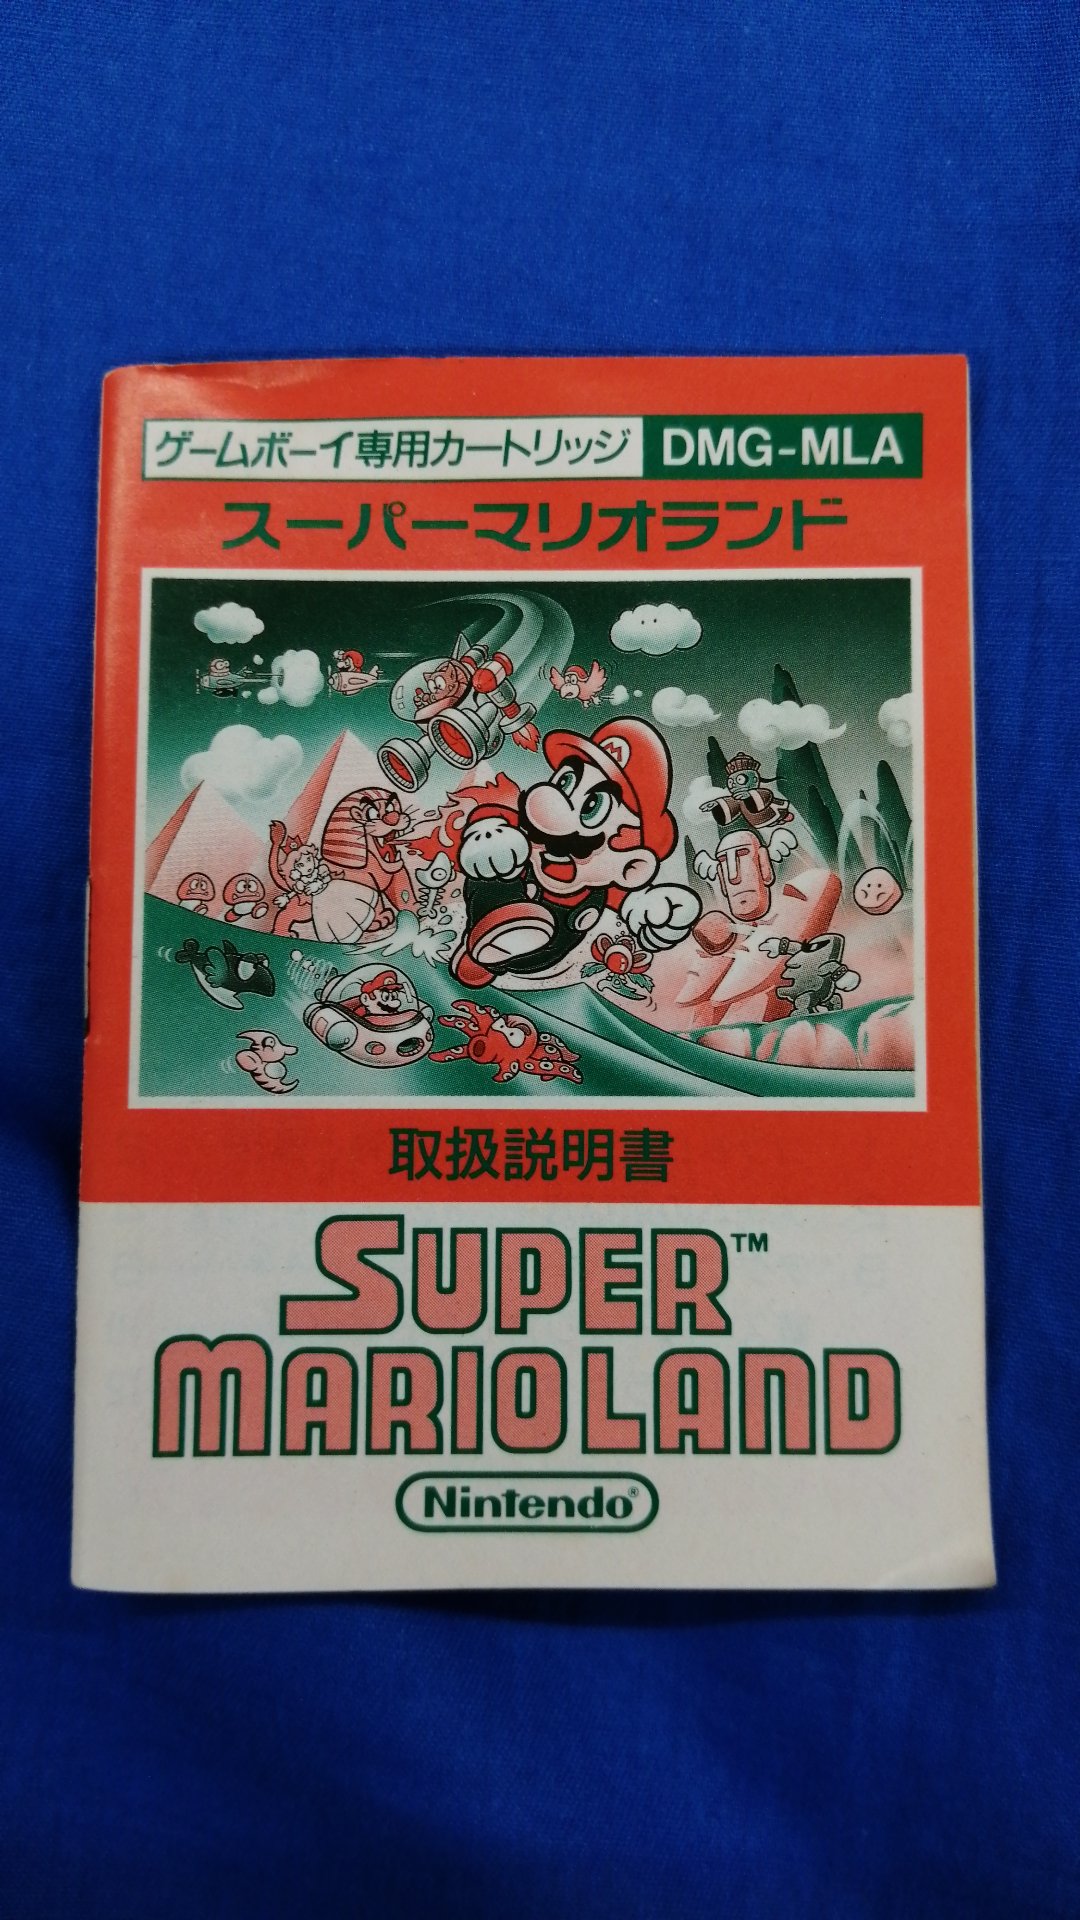 ゲームボーイ専用カートリッジ DMG-MLA
スーパーマリオランド
M
取扱説明書
SUPER™
MARIOLAND
Nintendo®